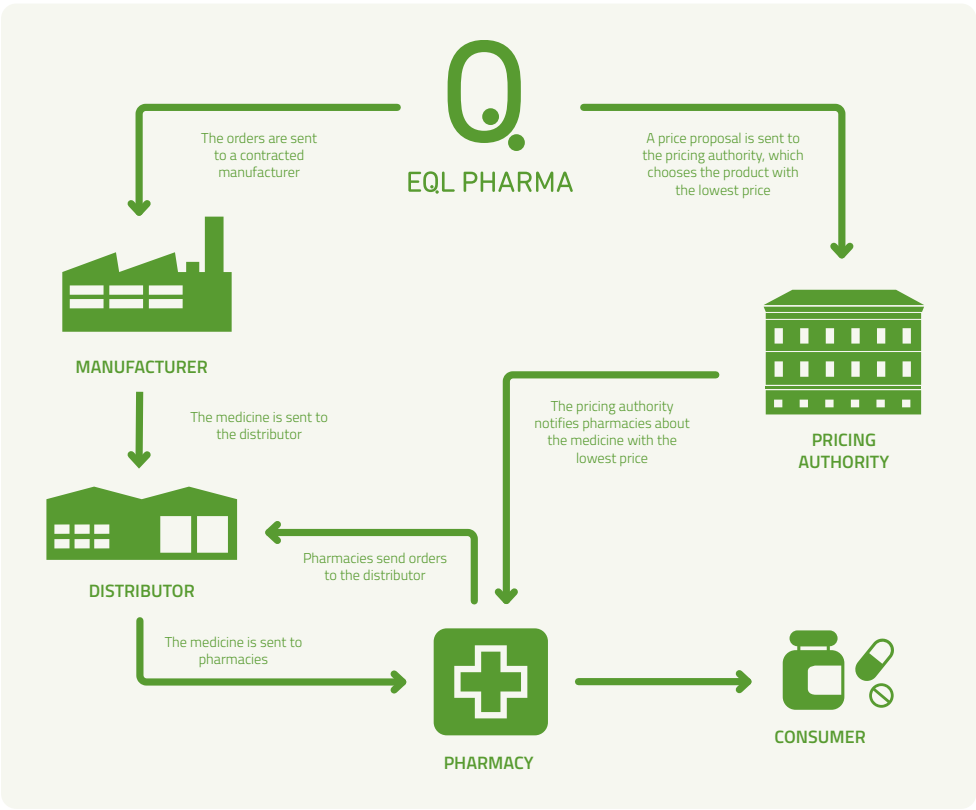 EQL PHARMA
The orders are sent
to a contracted
manufacturer
A price proposal is sent to
the pricing authority, which
chooses the product with
the lowest price
MANUFACTURER
The medicine is sent to
the distributor
The pricing authority
notifies pharmacies about
the medicine with the
lowest price
PRICING
AUTHORITY
Pharmacies send orders
to the distributor
DISTRIBUTOR
The medicine is sent to
pharmacies
PHARMACY
CONSUMER